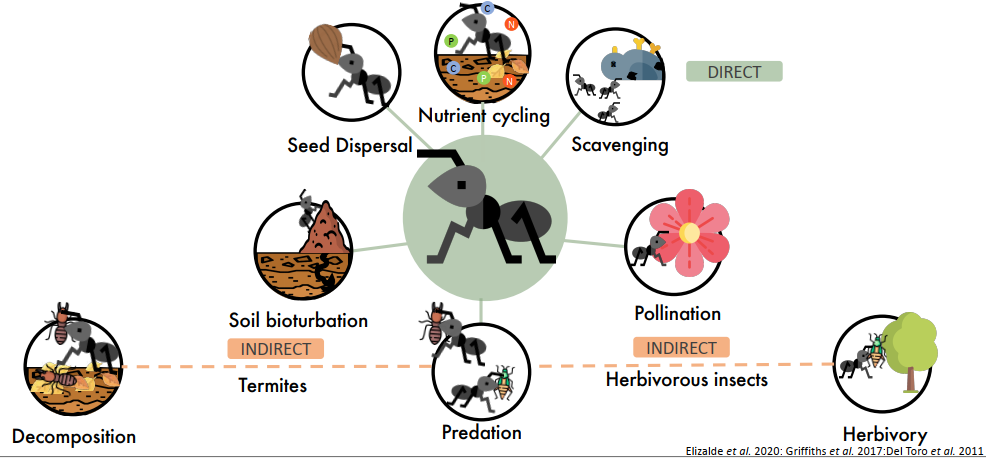 C
N
P
C
P
N
DIRECT
Nutrient cycling
Seed Dispersal
Scavenging
Soil bioturbation
Pollination
INDIRECT
INDIRECT
Termites
Herbivorous insects
Decomposition
Predation
Herbivory
Elizalde et al. 2020: Griffiths et al. 2017:Del Toro et al. 2011